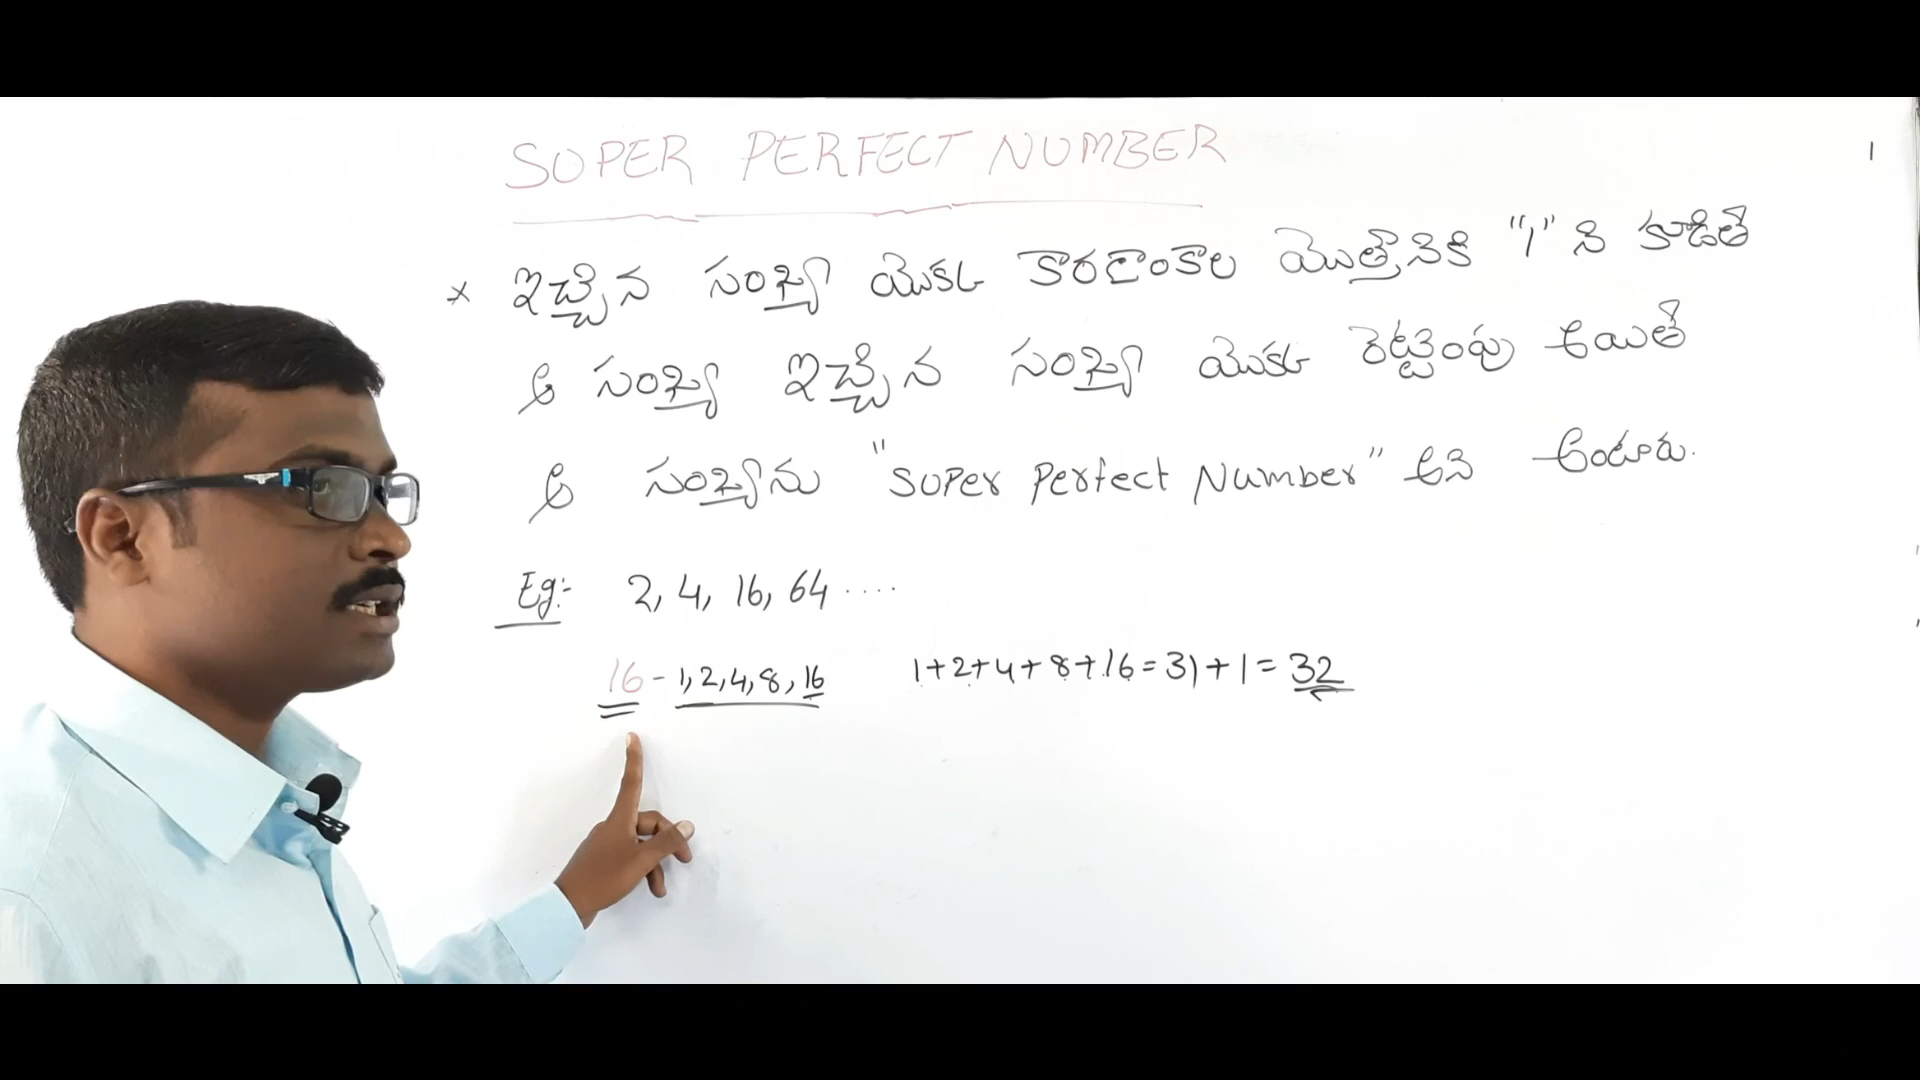 SUPER PERFECT NUMBER
1
× ఇచ్చిన సంఖ్య యొక్క కారణాంకాల మొత్తానికి "1" ని కూడితే
ఆ సంఖ్య ఇచ్చిన సంఖ్య యొక్క రెట్టింపు అయితే
ఆ సంఖ్యను "Super Perfect Number" అని అంటారు.
Eg:- 2, 4, 16, 64 ....
16 - 1, 2, 4, 8, 16 1+2+4+8+16=31+1=32